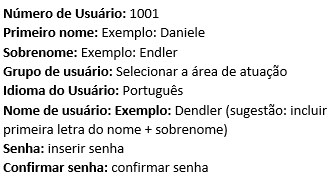 Número de Usuário: 1001
Primeiro nome: Exemplo: Daniele
Sobrenome: Exemplo: Endler
Grupo de usuário: Selecionar a área de atuação
Idioma do Usuário: Português
Nome de usuário: Exemplo: Dendler (sugestão: incluir
primeira letra do nome + sobrenome)
Senha: inserir senha
Confirmar senha: confirmar senha